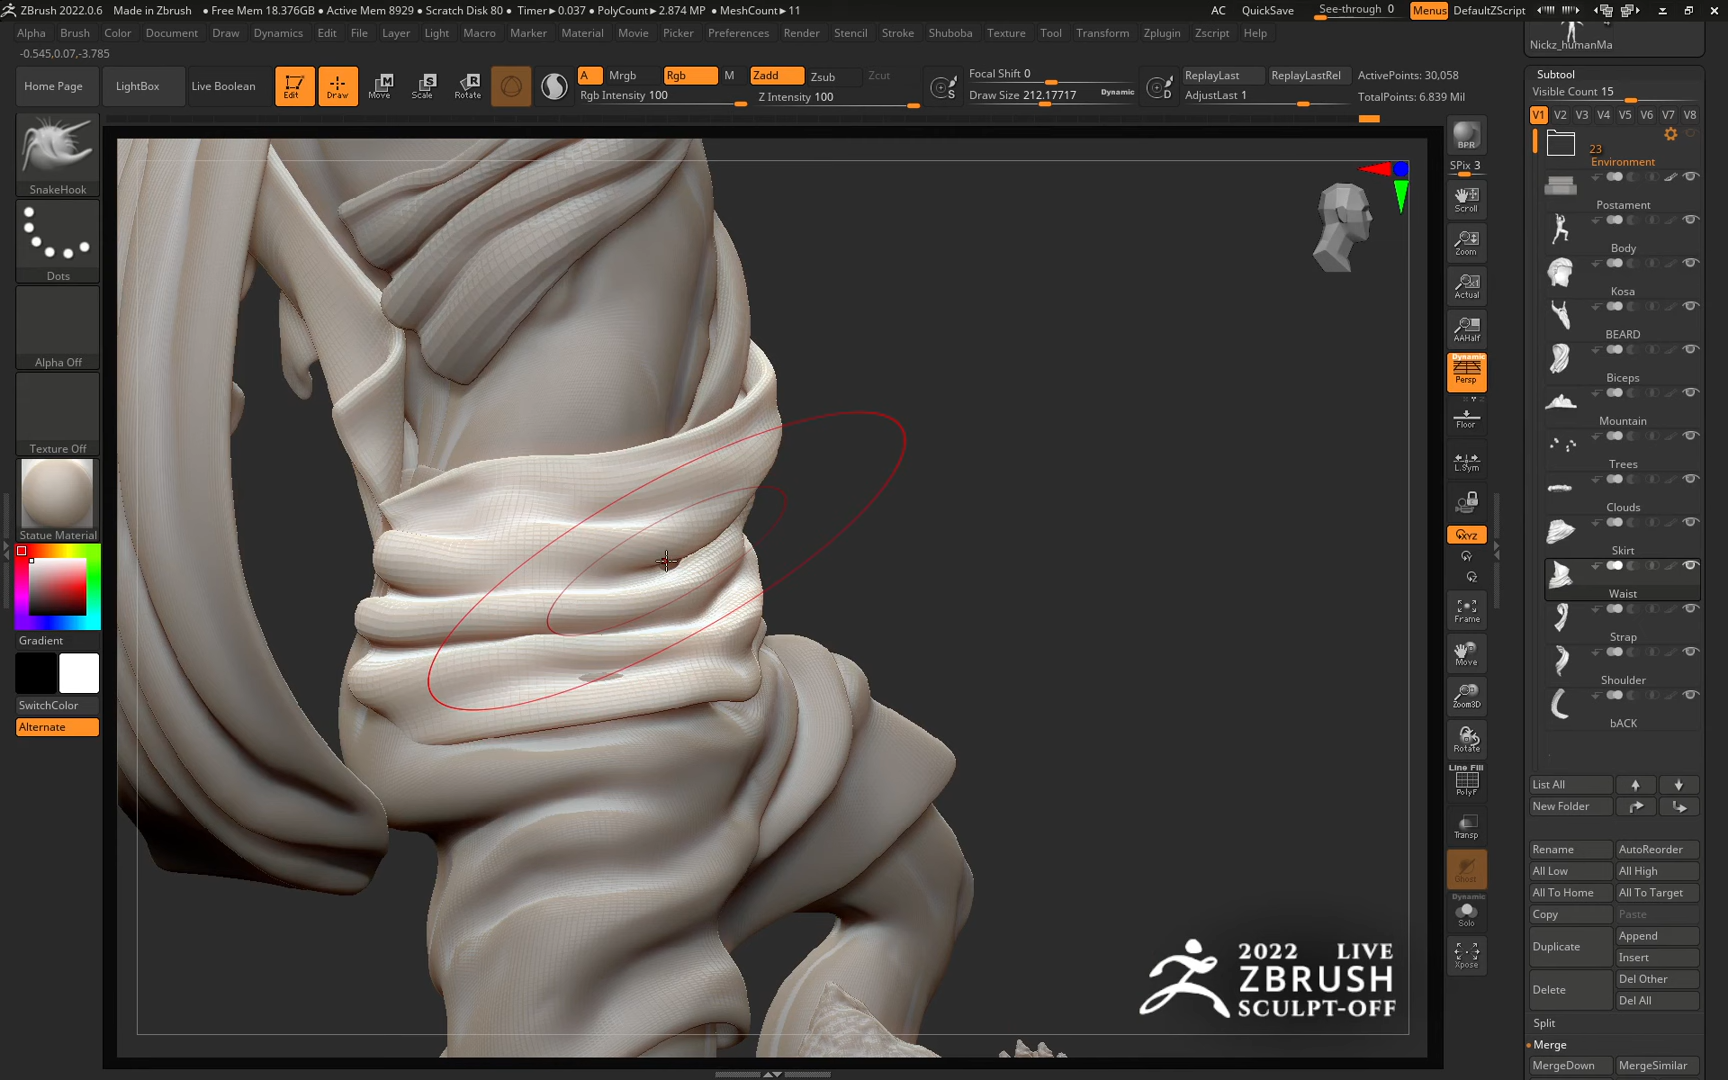 ZBrush 2022.0.6 Made in Zbrush • Free Mem 18.376GB • Active Mem 8929 • Scratch Disk 80 • Timer▸0.037 • PolyCount▸2.874 MP • MeshCount▸11 AC QuickSave See-through 0 Menus DefaultZScript
Alpha Brush Color Document Draw Dynamics Edit File Layer Light Macro Marker Material Movie Picker Preferences Render Stencil Stroke Shuboba Texture Tool Transform Zplugin Zscript Help
-0.545,0.07,-3.785
Home Page LightBox Live Boolean Edit Draw Move Scale Rotate
A Mrgb Rgb M Zadd Zsub Zcut
Rgb Intensity 100 Z Intensity 100
Focal Shift 0
Draw Size 212.17717 Dynamic
ReplayLast ReplayLastRel ActivePoints: 30,058
AdjustLast 1 TotalPoints: 6.839 Mil
SnakeHook
Dots
Alpha Off
Texture Off
Statue Material
Gradient
SwitchColor
Alternate
BPR
SPix 3
Scroll
Zoom
Actual
AAHalf
Dynamic
Persp
Floor
L.Sym
XYZ
Frame
Move
Zoom3D
Rotate
Line Fill
PolyF
Transp
Ghost
Dynamic
Solo
Xpose
Nickz_humanMa
Subtool
Visible Count 15
V1 V2 V3 V4 V5 V6 V7 V8
23
Environment
Postament
Body
Kosa
BEARD
Biceps
Mountain
Trees
Clouds
Skirt
Waist
Strap
Shoulder
bACK
List All
New Folder
Rename AutoReorder
All Low All High
All To Home All To Target
Copy Paste
Duplicate Append
Insert
Delete Del Other
Del All
Split
Merge
MergeDown MergeSimilar
2022 LIVE
ZBRUSH
SCULPT-OFF